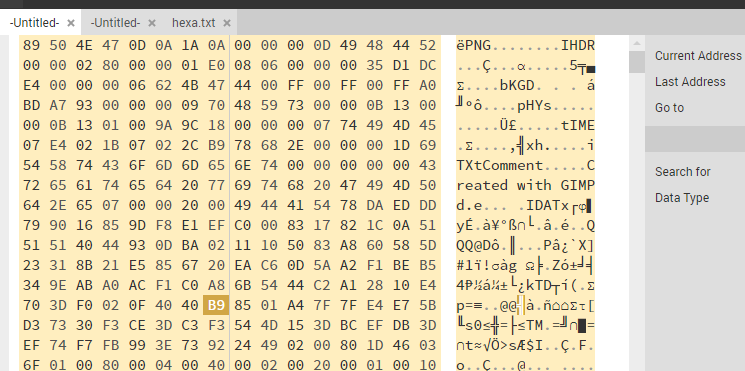 -Untitled- ×
-Untitled- ×
hexa.txt ×
89 50 4E 47 0D 0A 1A 0A 00 00 00 0D 49 48 44 52
00 00 02 80 00 00 01 E0 08 06 00 00 00 35 D1 DC
E4 00 00 00 06 62 4B 47 44 00 FF 00 FF 00 FF A0
BD A7 93 00 00 00 09 70 48 59 73 00 00 0B 13 00
00 0B 13 01 00 9A 9C 18 00 00 00 07 74 49 4D 45
07 E4 02 1B 07 02 2C B9 78 68 2E 00 00 00 1D 69
54 58 74 43 6F 6D 6D 65 6E 74 00 00 00 00 00 43
72 65 61 74 65 64 20 77 69 74 68 20 47 49 4D 50
64 2E 65 07 00 00 20 00 49 44 41 54 78 DA ED DD
79 90 16 85 9D F8 E1 EF C0 00 83 17 82 1C 0A 51
51 51 40 44 93 0D BA 02 11 10 50 83 A8 60 58 5D
23 31 8B 21 E5 85 67 20 EA C6 0D 5A A2 F1 BE B5
34 9E AB A0 AC F1 C0 A8 6B 54 44 C2 A1 28 10 E4
70 3D F0 02 0F 40 40 B9 85 01 A4 7F 7F E4 E7 5B
D3 73 30 F3 CE 3D C3 F3 54 4D 15 3D BC EF DB 3D
EF 74 F7 FB 99 3E 73 92 24 49 02 00 80 1D 46 03
6F 01 00 80 00 04 00 40 00 02 00 20 00 01 00 10
ëPNG........IHDR
...Ç...α.....5╤▄
Σ....bKGD. . . á
╜ºô....pHYs.....
.....Ü£.....tIME
.Σ....,╣xh.....i
TXtComment.....C
reated with GIMP
d.e... .IDATx┌φ▌
yÉ.à¥°ß∩└.â.é..Q
QQ@Dô.║...Pâ¿`X]
#1ï!σàg Ω╞.Zó±╛╡
4₧½á¼±└¿kTD┬í(.Σ
p=≡..@@╣à.ñ⌂⌂Στ[
╙s0≤╬=├≤TM.=╝∩█=
∩t≈√Ö>sÆ$I..Ç.F.
o..Ç...@... ....
Current Address
Last Address
Go to
Search for
Data Type